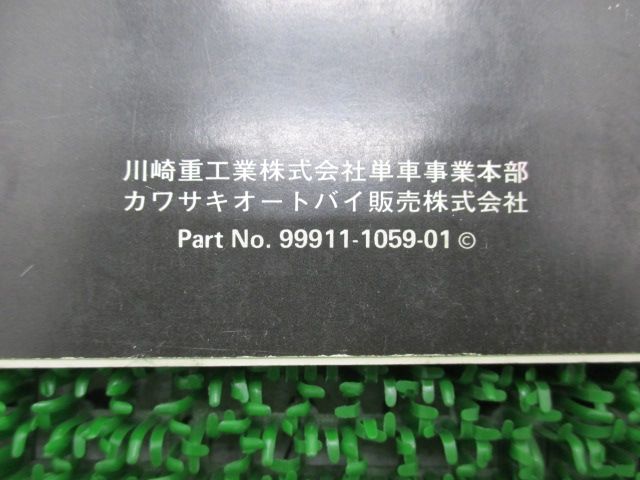 川崎重工業株式会社単車事業本部
カワサキオートバイ販売株式会社
Part No. 99911-1059-01 ©